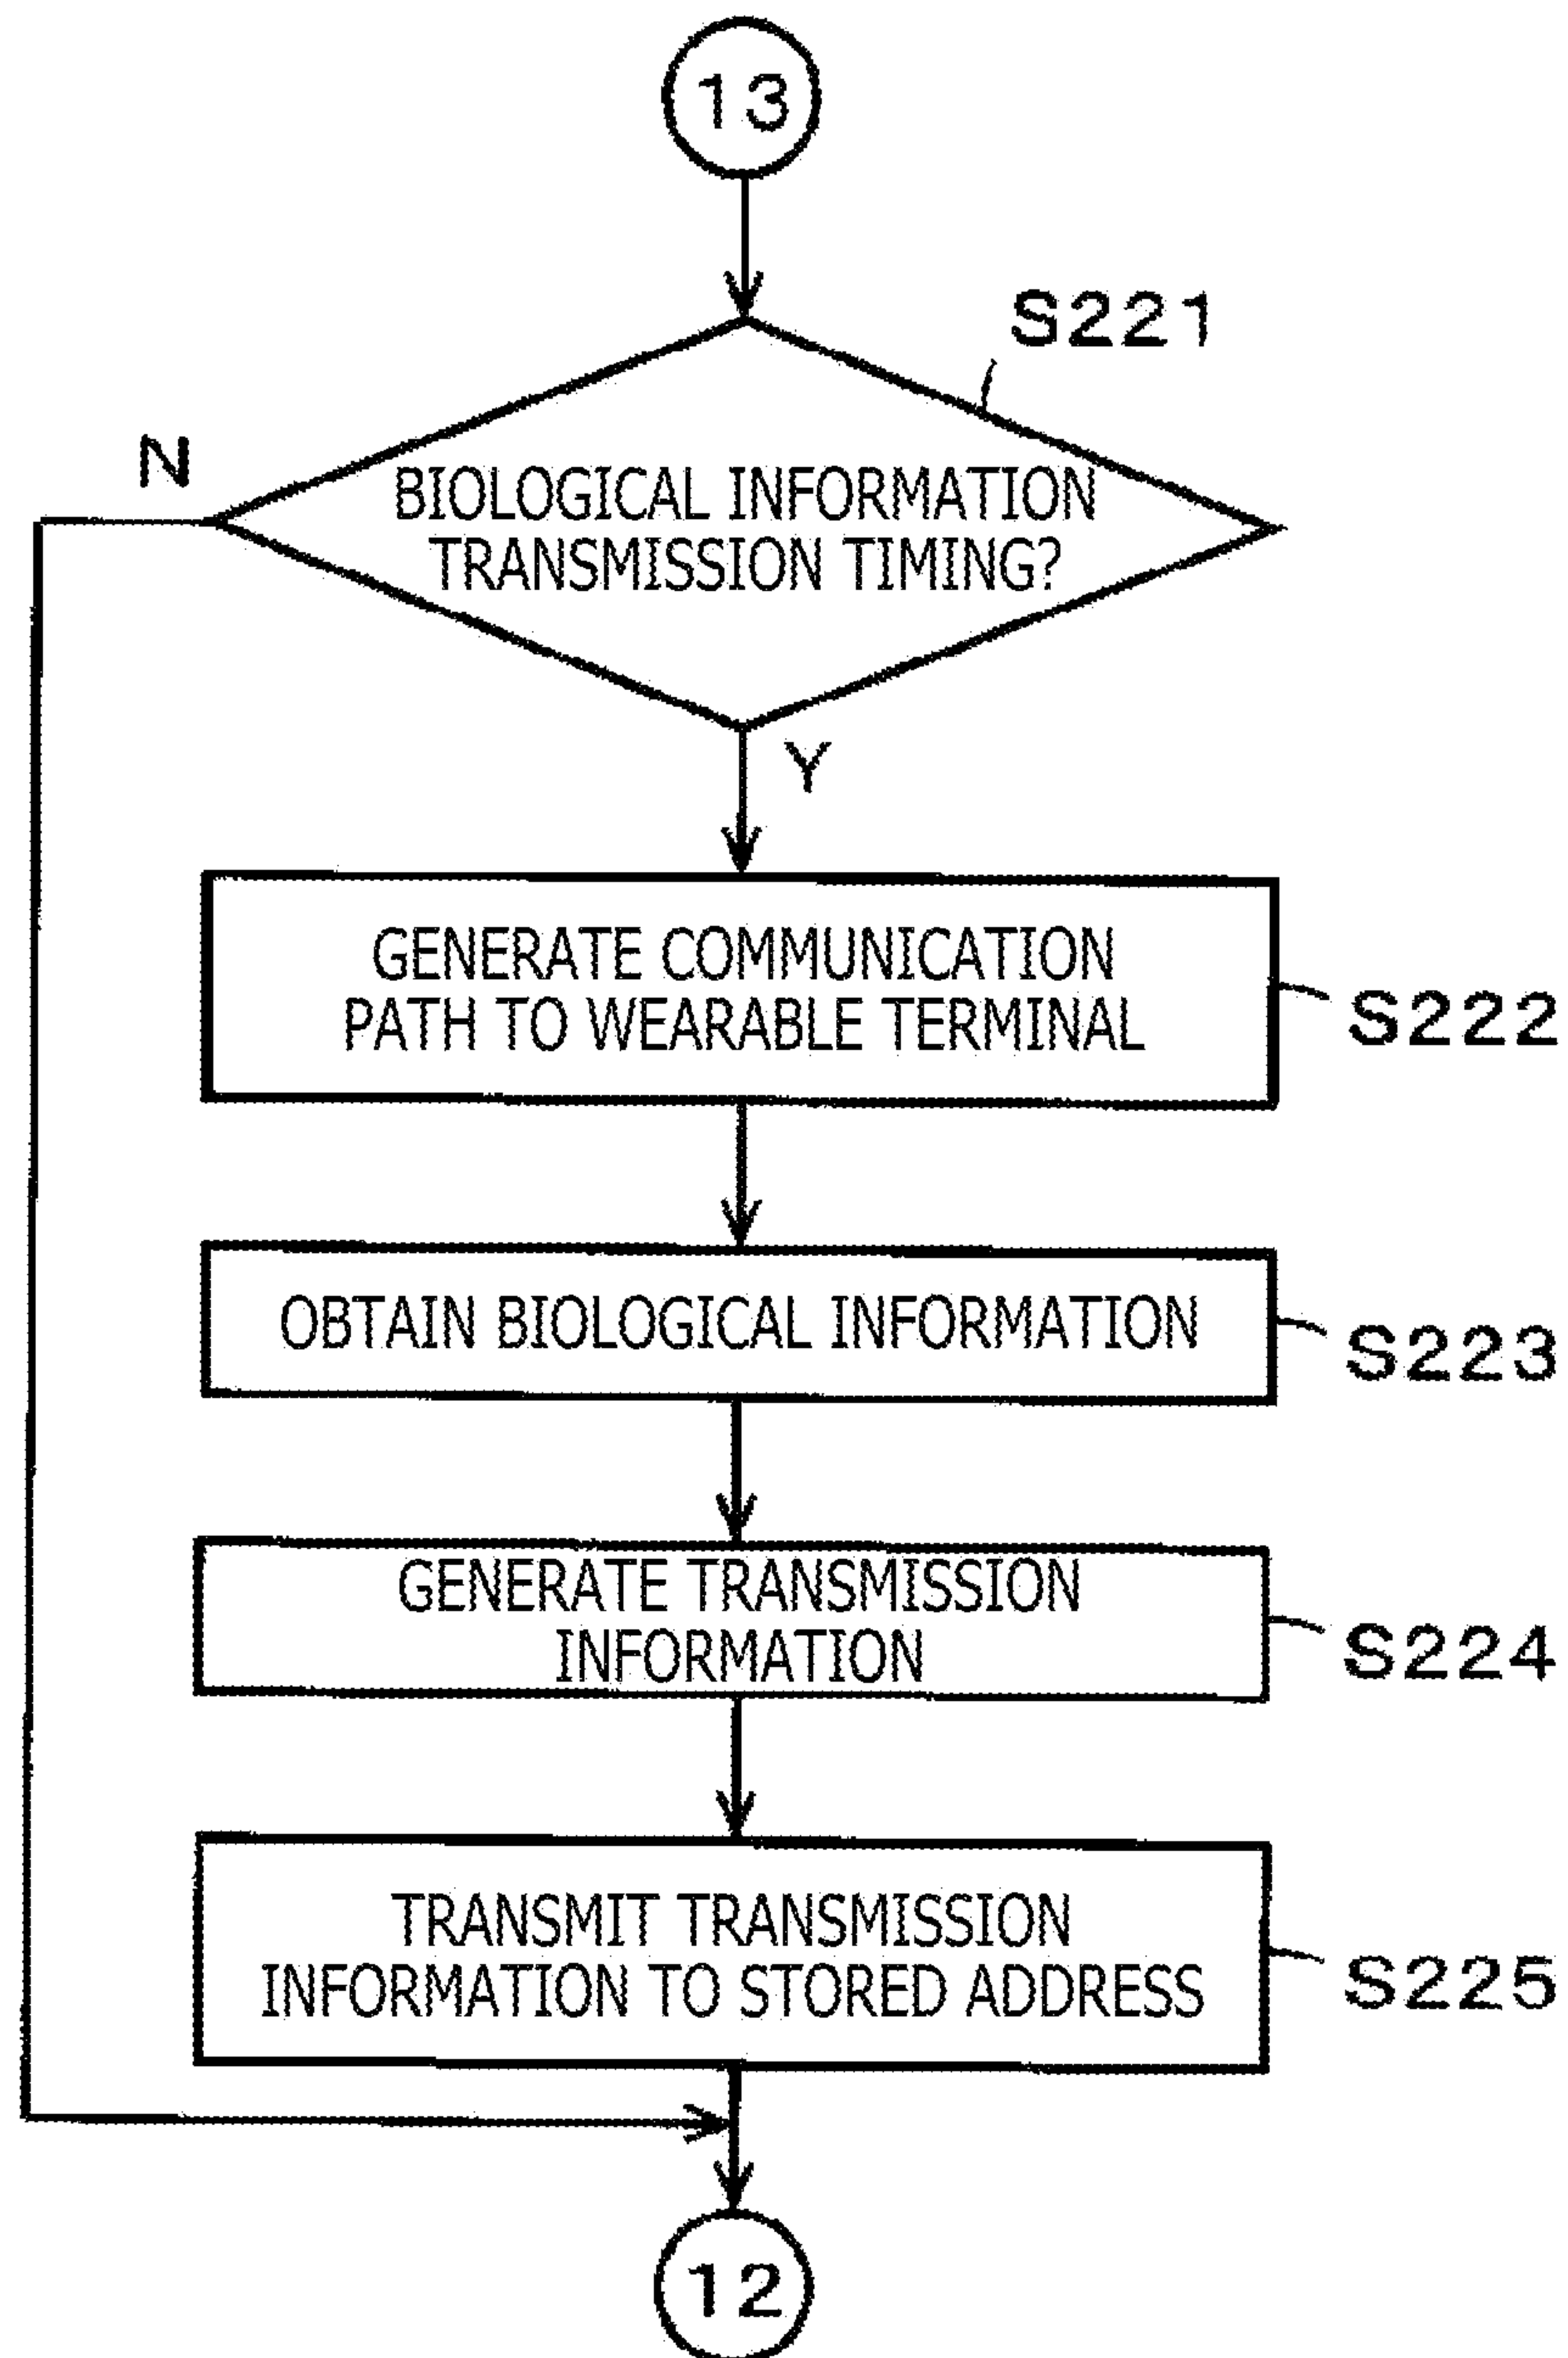 13
S221
N
BIOLOGICAL INFORMATION
TRANSMISSION TIMING?
Y
GENERATE COMMUNICATION
PATH TO WEARABLE TERMINAL
S222
OBTAIN BIOLOGICAL INFORMATION
S223
GENERATE TRANSMISSION
INFORMATION
S224
TRANSMIT TRANSMISSION
INFORMATION TO STORED ADDRESS
S225
12